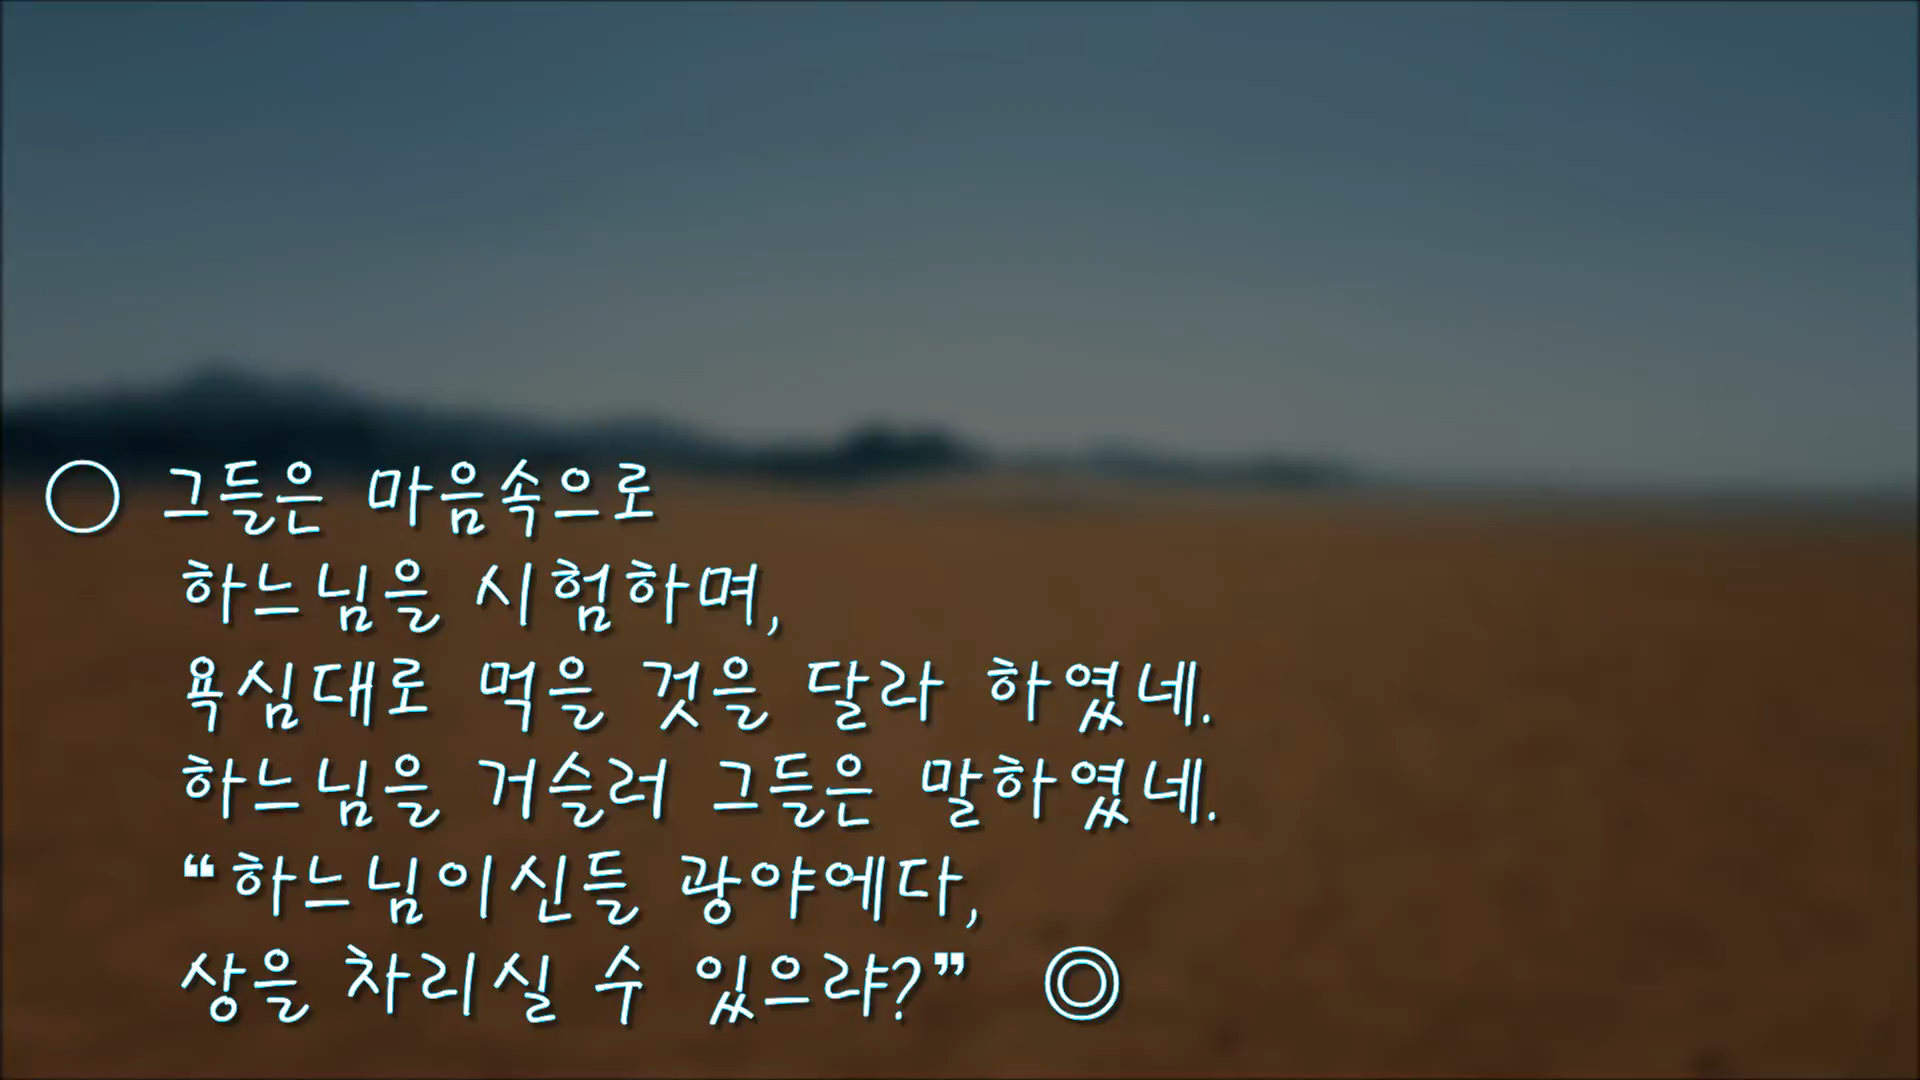 ○ 그들은 마음속으로
하느님을 시험하며,
욕심대로 먹을 것을 달라 하였네.
하느님을 거슬러 그들은 말하였네.
“하느님이신들 광야에다,
상을 차리실 수 있으랴?” ◎